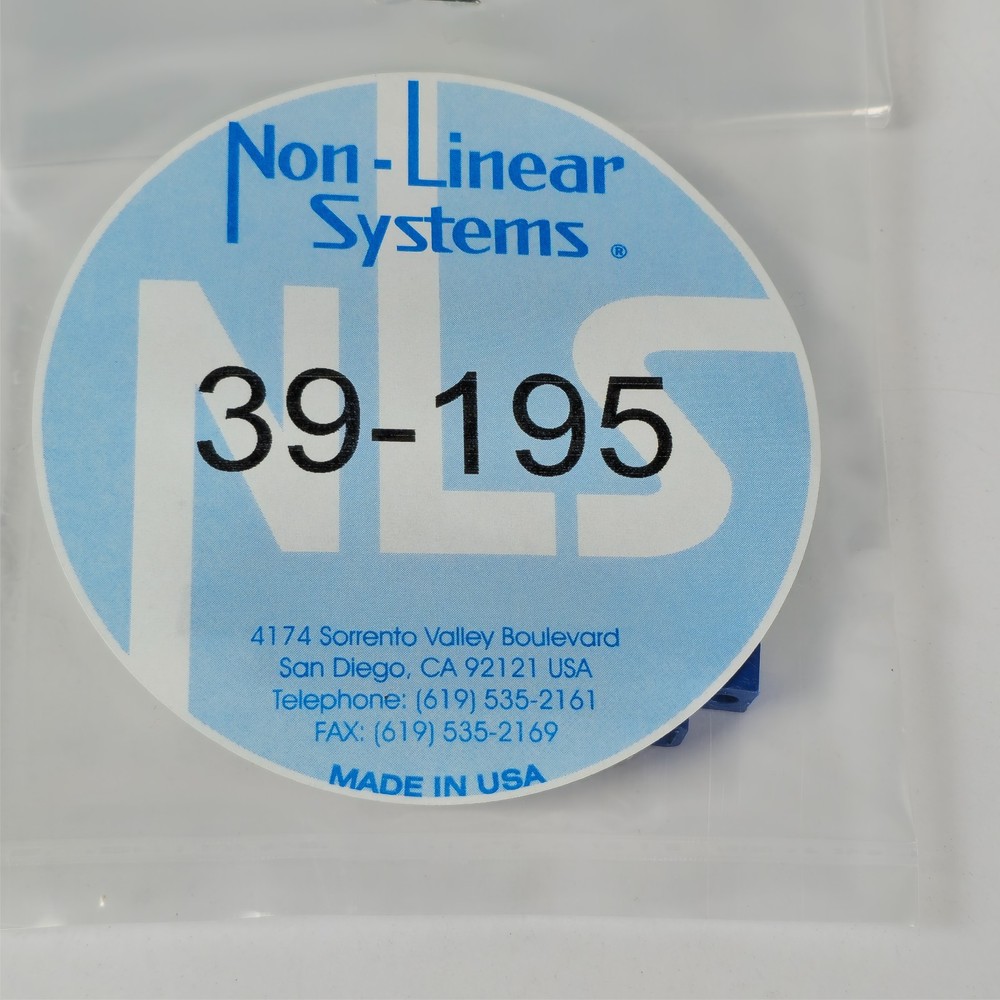 Non-Linear
Systems ®
NLS
39-195
4174 Sorrento Valley Boulevard
San Diego, CA 92121 USA
Telephone: (619) 535-2161
FAX: (619) 535-2169
MADE IN USA